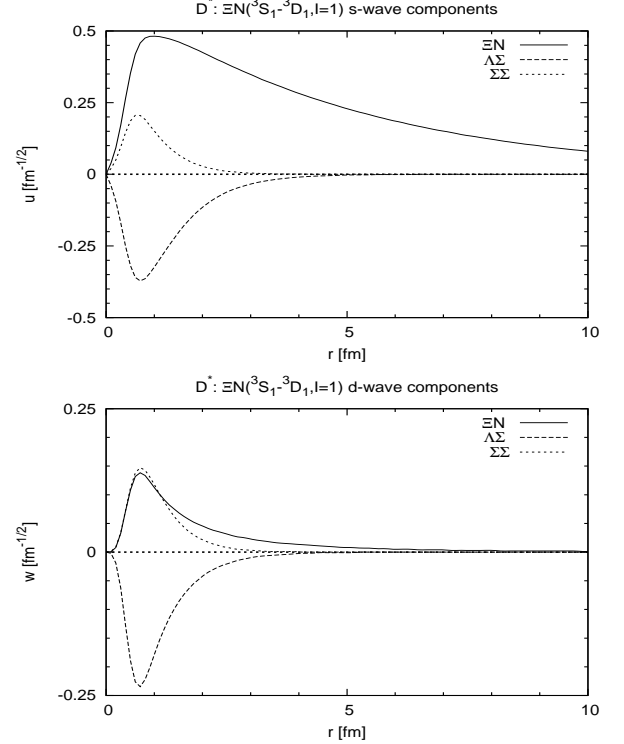 D*: ΞN(³S₁-³D₁,I=1) s-wave components
0.5
0.25
0
-0.25
-0.5
u [fm⁻¹/²]
ΞN
ΛΣ
ΣΣ
0
5
10
r [fm]
D*: ΞN(³S₁-³D₁,I=1) d-wave components
0.25
0
-0.25
w [fm⁻¹/²]
ΞN
ΛΣ
ΣΣ
0
5
10
r [fm]